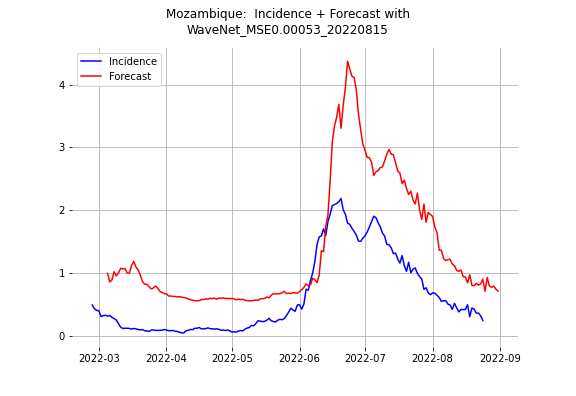 Mozambique:  Incidence + Forecast with
WaveNet_MSE0.00053_20220815
Incidence
Forecast
4
3
2
1
0
2022-03 2022-04 2022-05 2022-06 2022-07 2022-08 2022-09